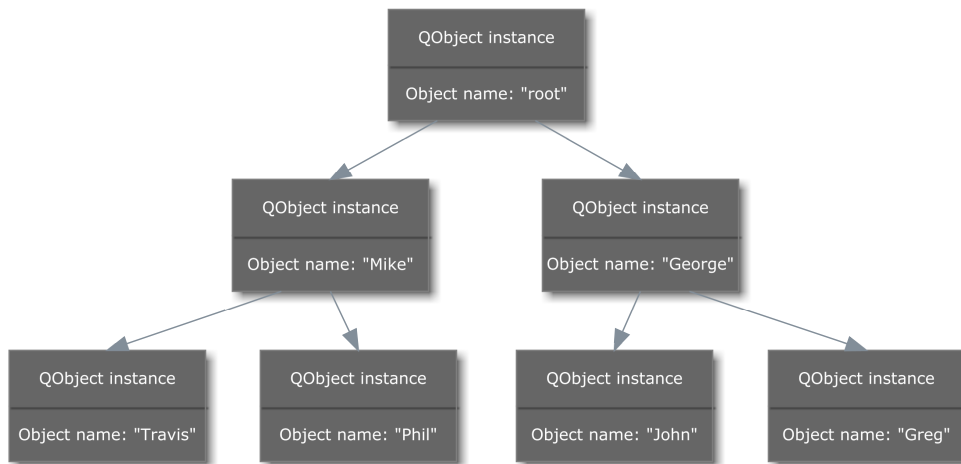 QObject instance
Object name: "root"
QObject instance
Object name: "Mike"
QObject instance
Object name: "George"
QObject instance
Object name: "Travis"
QObject instance
Object name: "Phil"
QObject instance
Object name: "John"
QObject instance
Object name: "Greg"